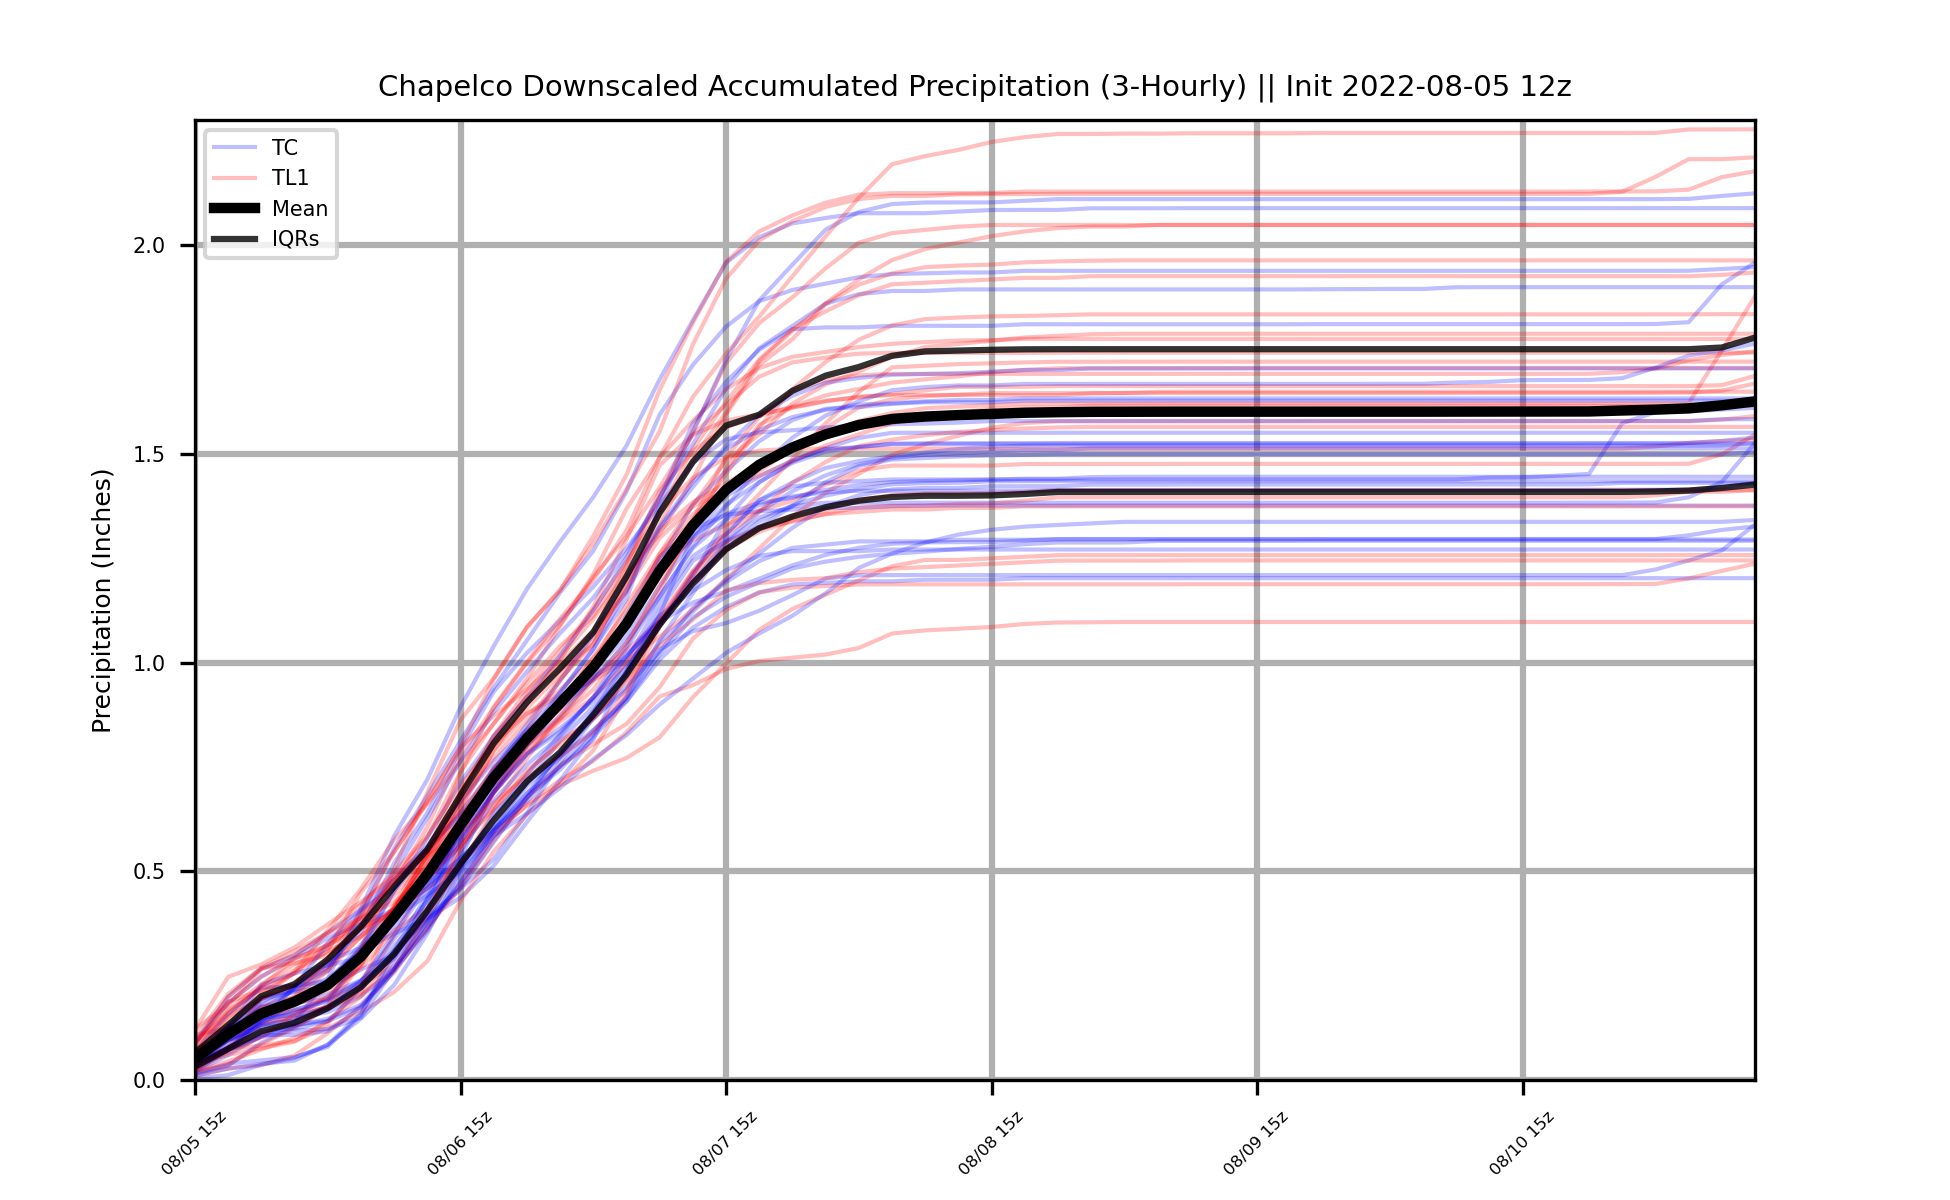 Chapelco Downscaled Accumulated Precipitation (3-Hourly) || Init 2022-08-05 12z
TC
TL1
Mean
IQRs
Precipitation (Inches)
2.0
1.5
1.0
0.5
0.0
08/05 15z
08/06 15z
08/07 15z
08/08 15z
08/09 15z
08/10 15z